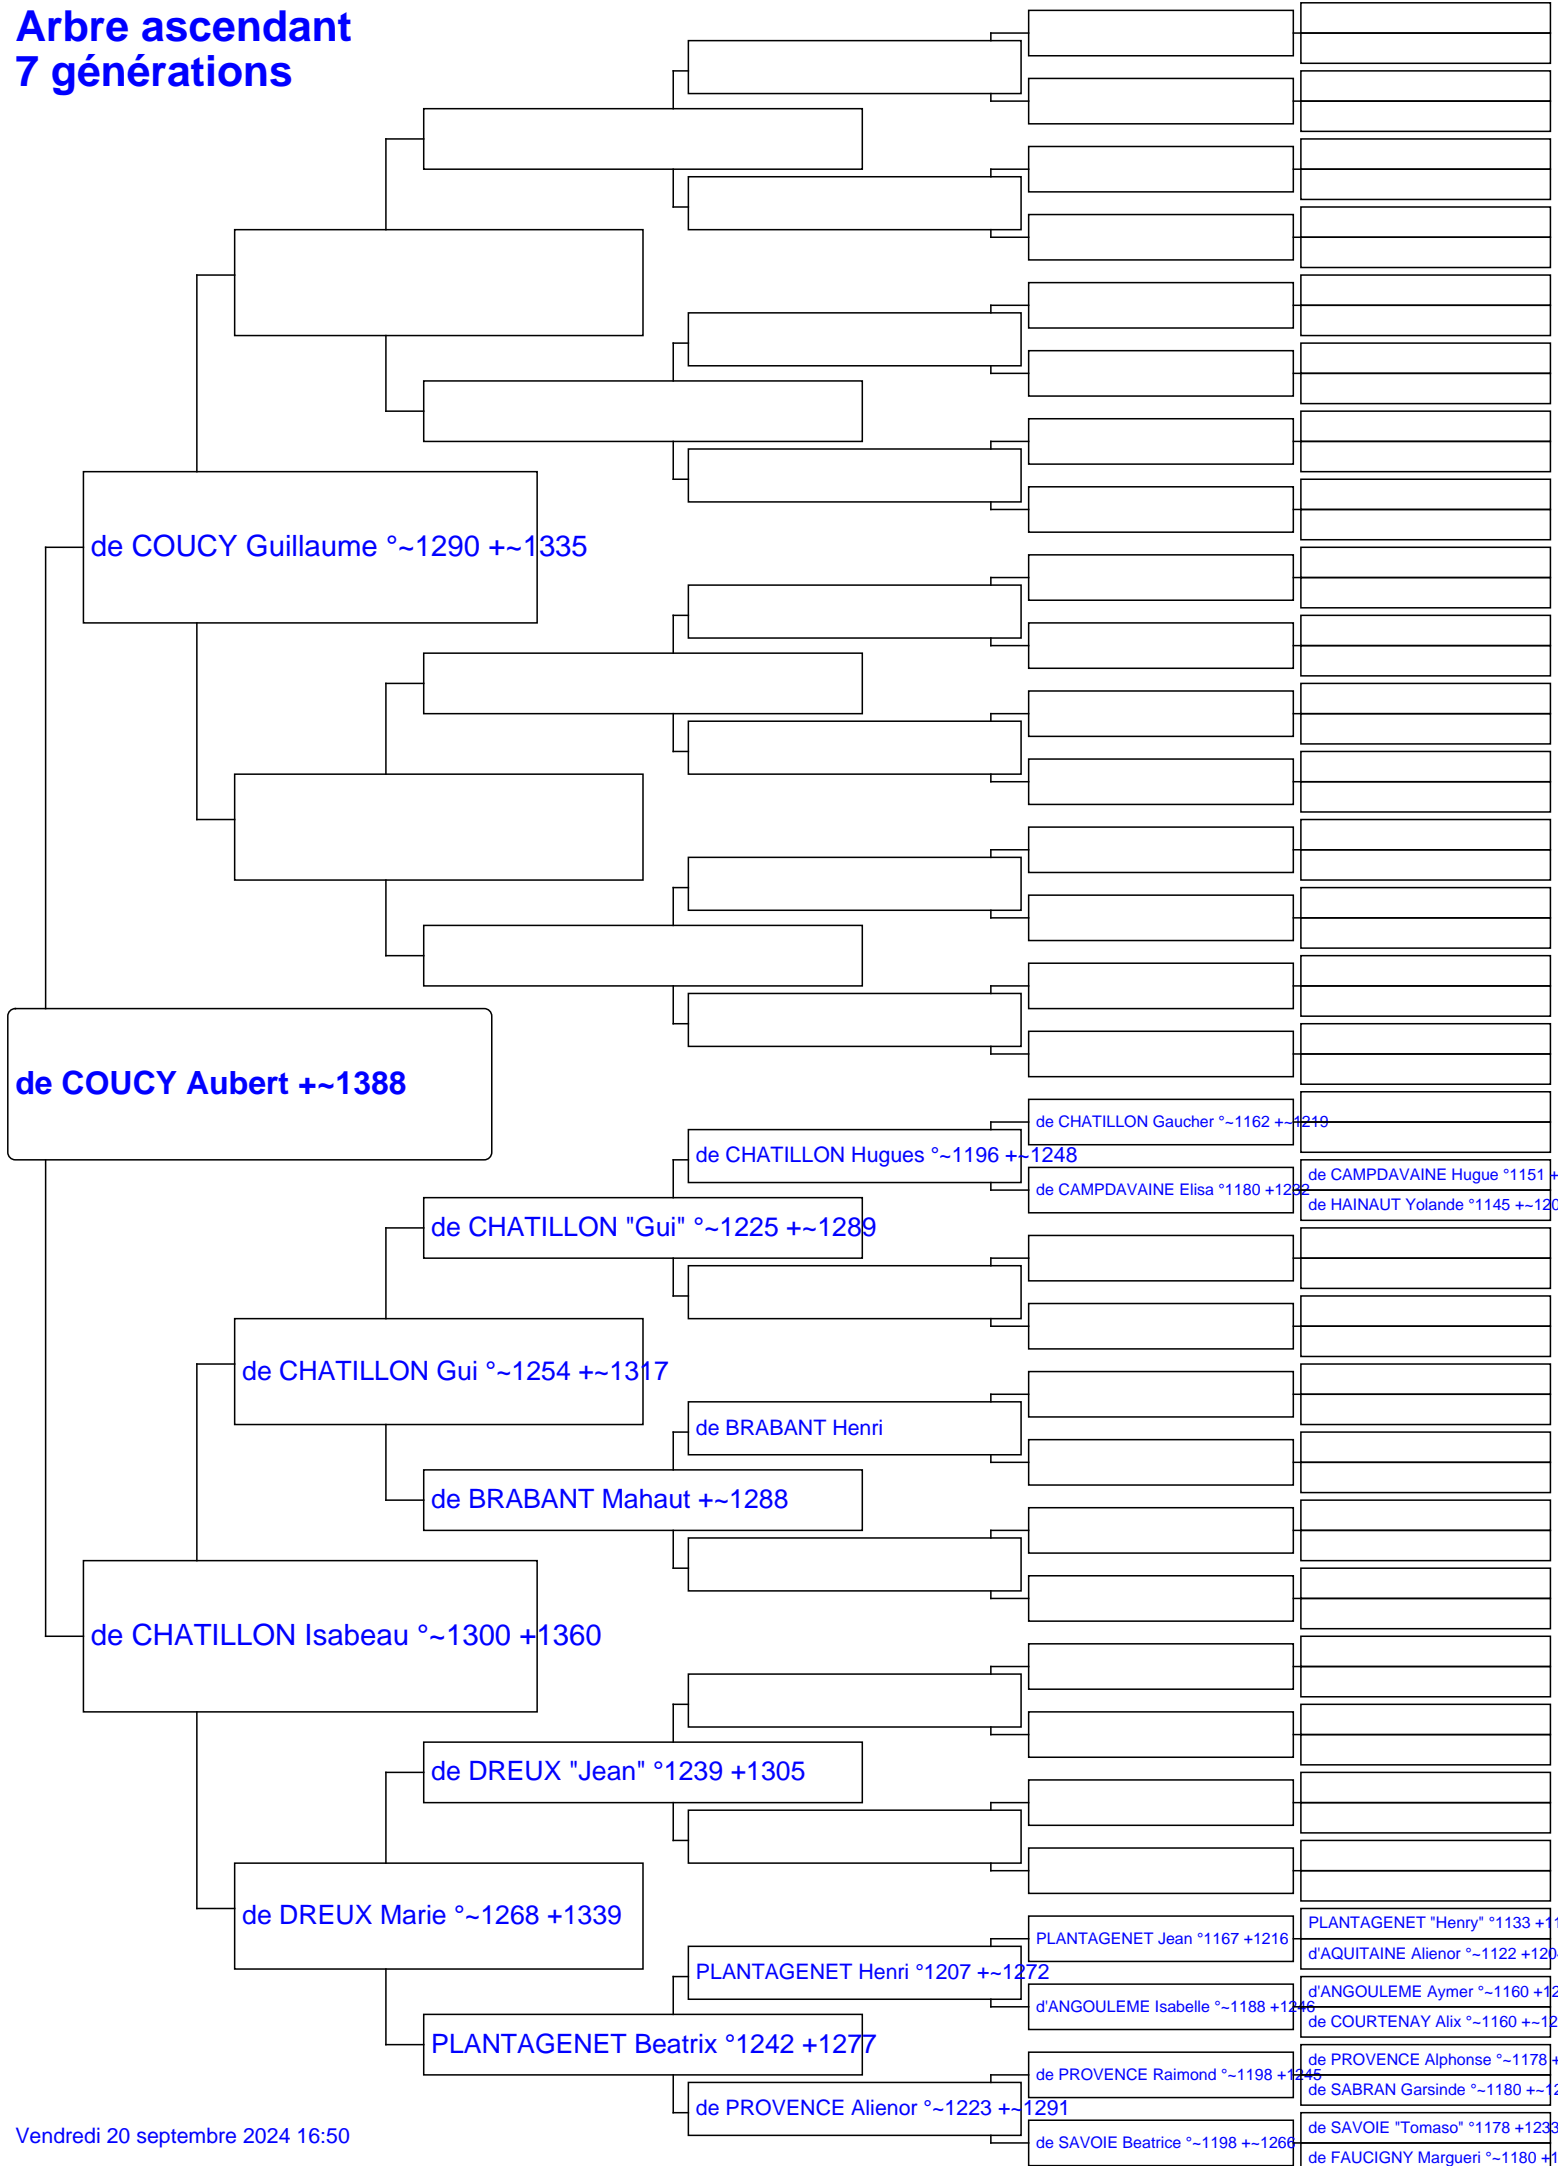 Arbre ascendant
7 générations
de COUCY Guillaume °~1290 +~1335
de COUCY Aubert +~1388
de CHATILLON Gaucher °~1162 +~1219
de CHATILLON Hugues °~1196 +~1248
de CAMPDAVAINE Hugue °1151 +
de CAMPDAVAINE Elisa °1180 +1232
de HAINAUT Yolande °1145 +~120
de CHATILLON "Gui" °~1225 +~1289
de CHATILLON Gui °~1254 +~1317
de BRABANT Henri
de BRABANT Mahaut +~1288
de CHATILLON Isabeau °~1300 +1360
de DREUX "Jean" °1239 +1305
de DREUX Marie °~1268 +1339
PLANTAGENET "Henry" °1133 +11
PLANTAGENET Jean °1167 +1216
d'AQUITAINE Alienor °~1122 +120
PLANTAGENET Henri °1207 +~1272
d'ANGOULEME Aymer °~1160 +12
d'ANGOULEME Isabelle °~1188 +1246
de COURTENAY Alix °~1160 +~12
PLANTAGENET Beatrix °1242 +1277
de PROVENCE Alphonse °~1178 +
de PROVENCE Raimond °~1198 +1245
de SABRAN Garsinde °~1180 +~12
de PROVENCE Alienor °~1223 +~1291
de SAVOIE "Tomaso" °1178 +1233
de SAVOIE Beatrice °~1198 +~1266
de FAUCIGNY Margueri °~1180 +1
Vendredi 20 septembre 2024 16:50